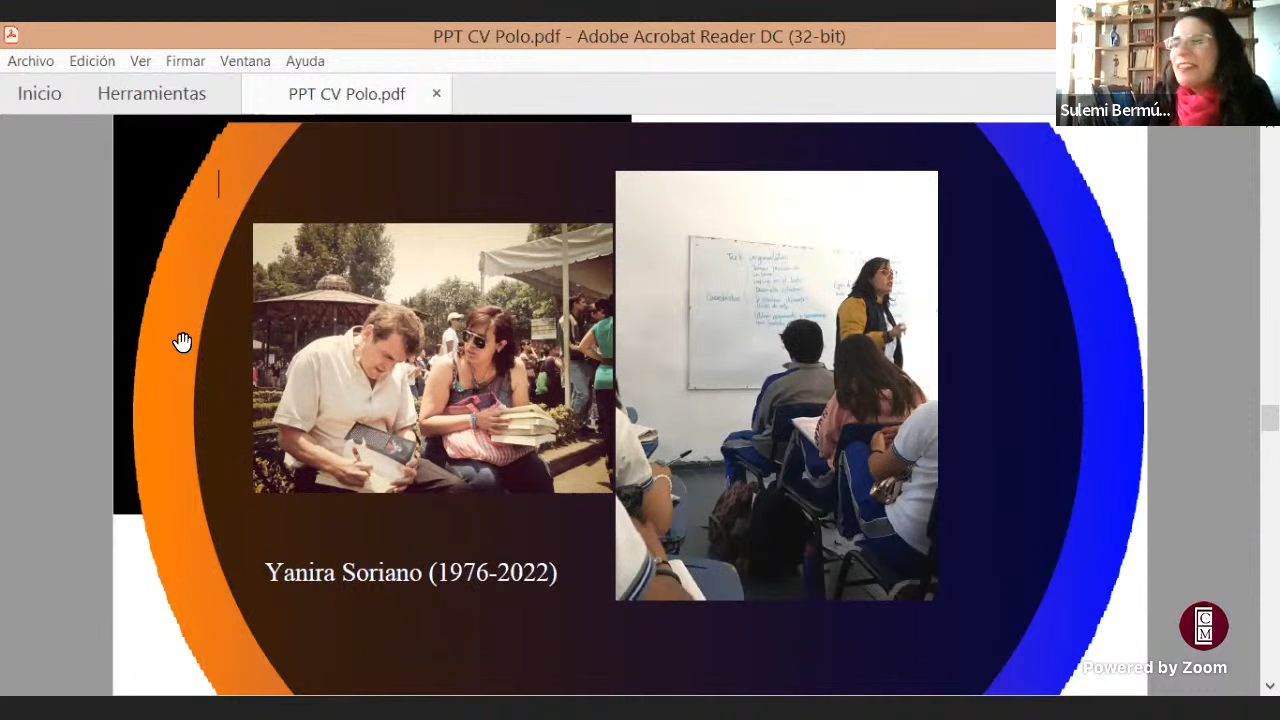 PPT CV Polo.pdf - Adobe Acrobat Reader DC (32-bit)
Archivo Edición Ver Firmar Ventana Ayuda
Inicio Herramientas PPT CV Polo.pdf ×
Sulemi Bermú...
Yanira Soriano (1976-2022)
C
M
Powered by Zoom